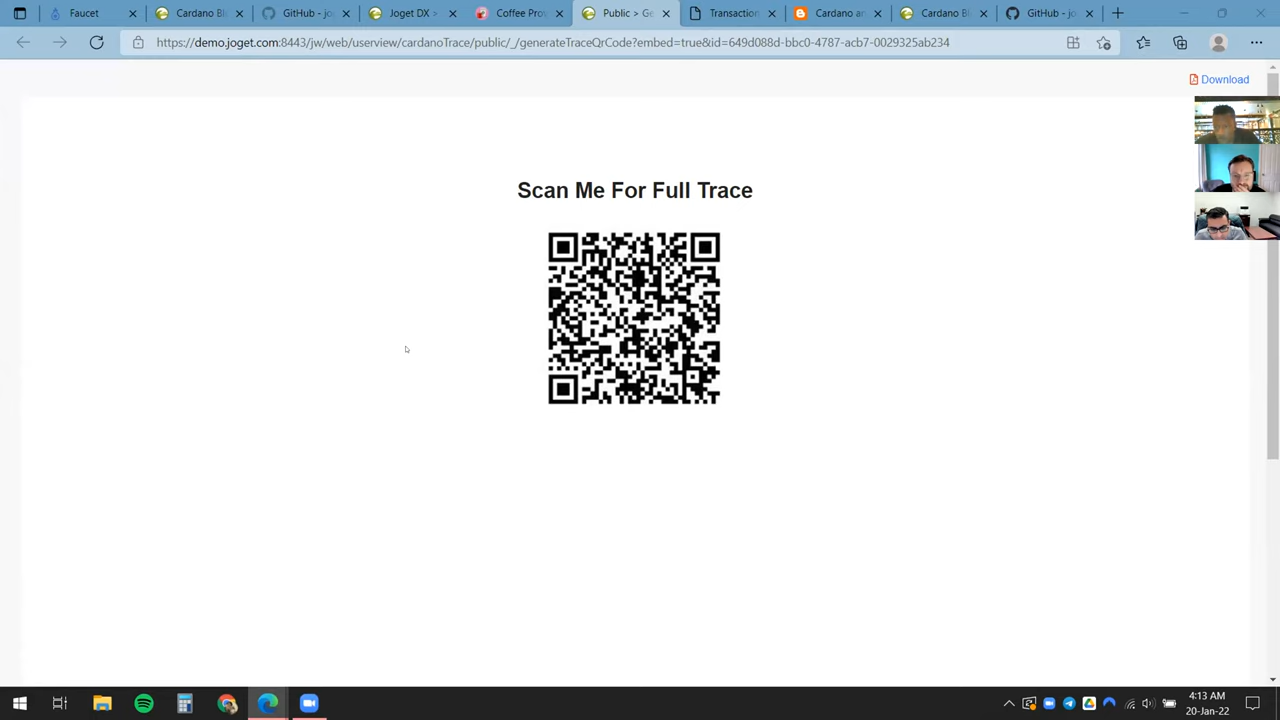 Faucet
Cardano Bl
GitHub - jo
Joget DX >
Coffee Pro
Public > Ge
Transaction
Cardano an
Cardano Bl
GitHub - jo
https://demo.joget.com:8443/jw/web/userview/cardanoTrace/public/_/generateTraceQrCode?embed=true&id=649d088d-bbc0-4787-acb7-0029325ab234
Download
Scan Me For Full Trace
4:13 AM
20-Jan-22